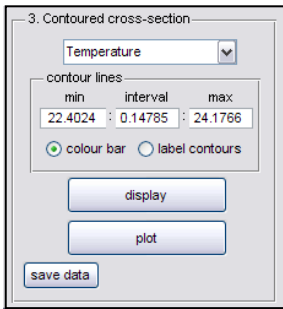 3. Contoured cross-section
Temperature
contour lines
min interval max
22.4024 : 0.14785 : 24.1766
colour bar label contours
display
plot
save data